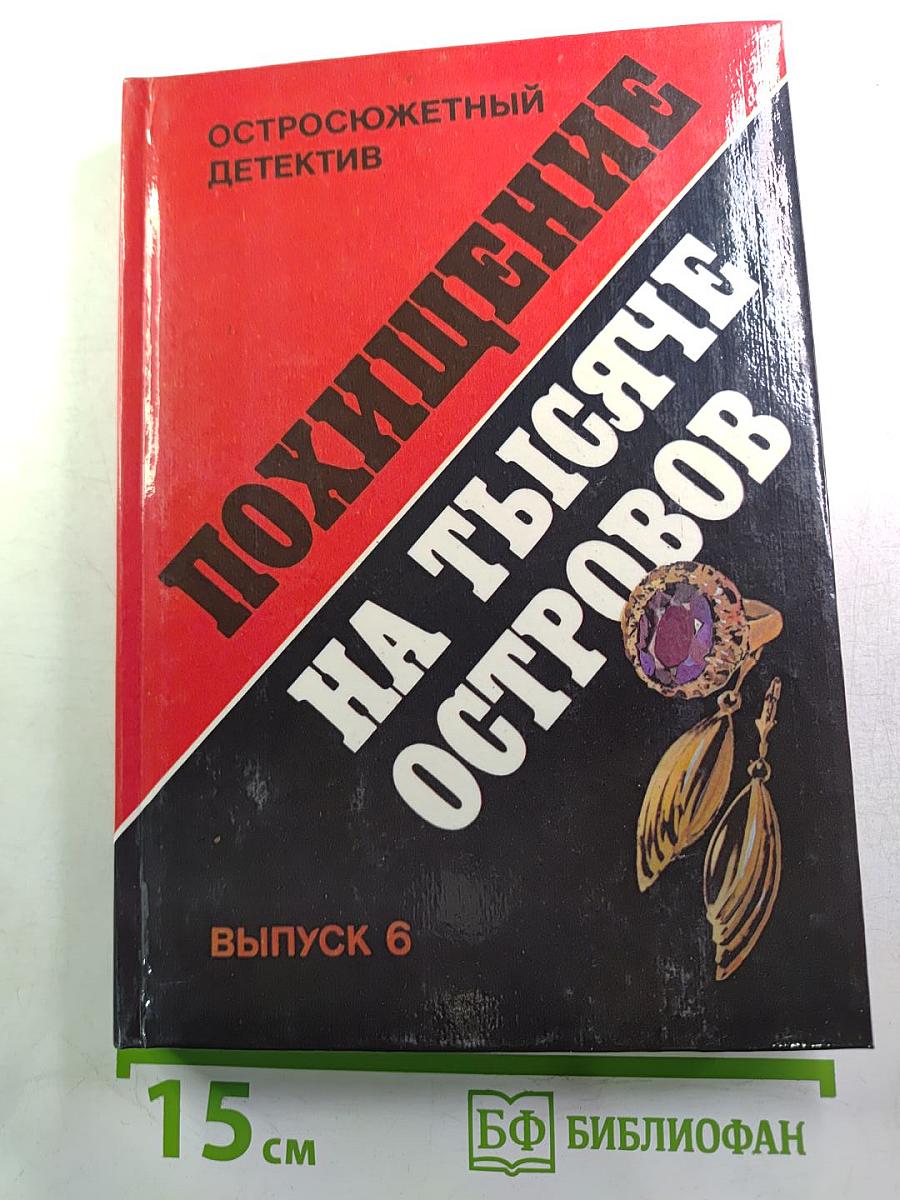 ОСТРОСЮЖЕТНЫЙ
ДЕТЕКТИВ
ПОХИЩЕНИЕ
НА ТЫСЯЧЕ
ОСТРОВОВ
ВЫПУСК 6
15 см
БФ БИБЛИОФАН